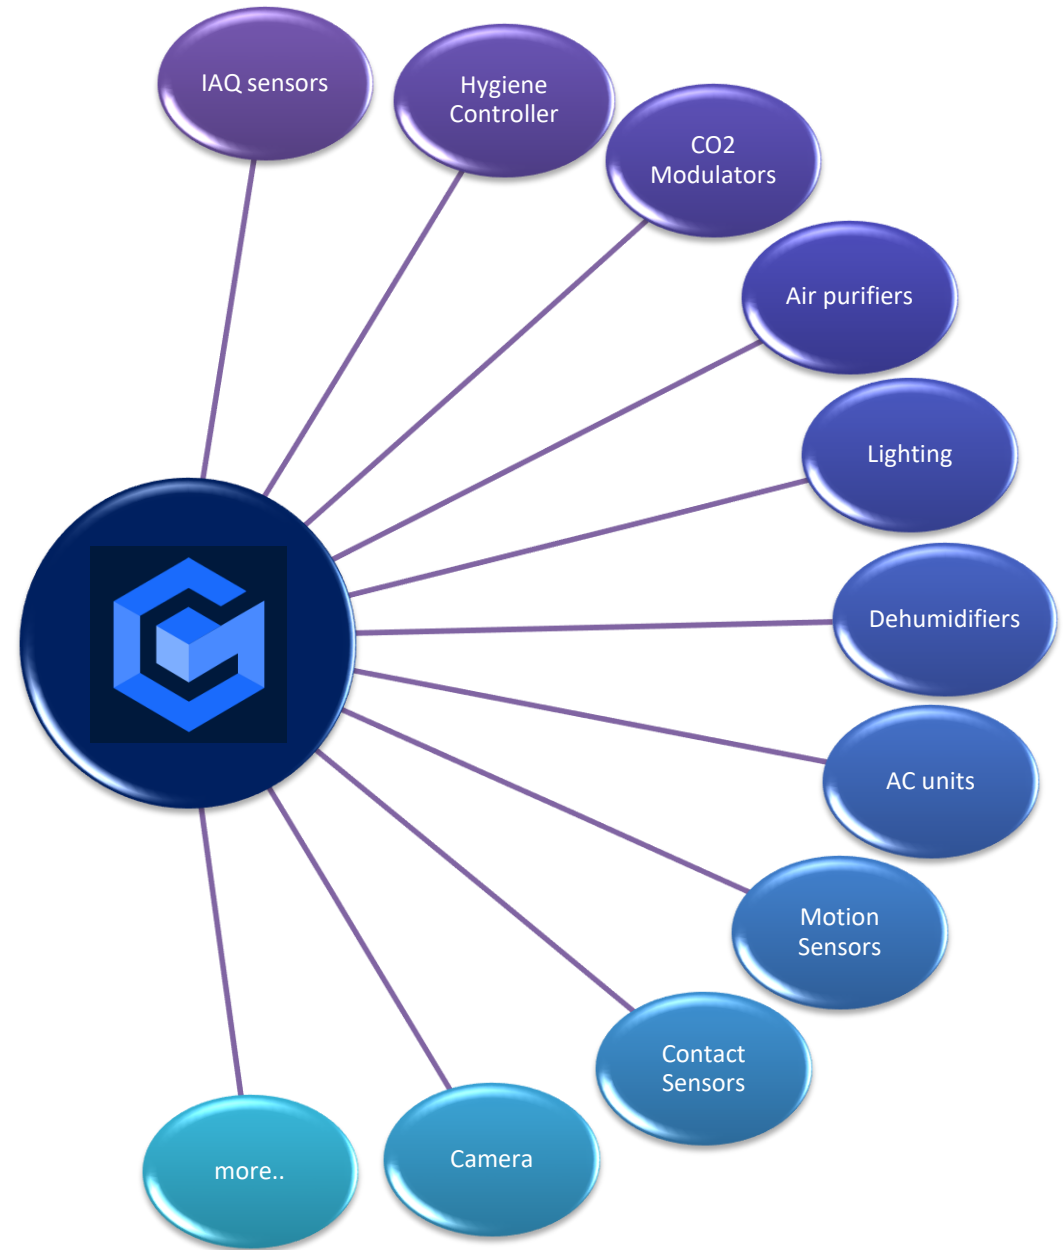 IAQ sensors
Hygiene
Controller
CO2
Modulators
Air purifiers
Lighting
Dehumidifiers
AC units
Motion
Sensors
Contact
Sensors
Camera
more..